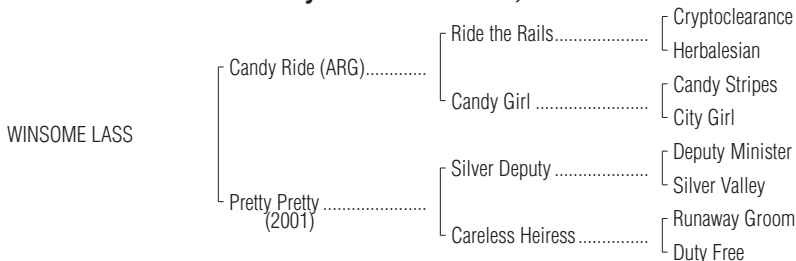 Cryptoclearance
Ride the Rails....................
Herbalesian
Candy Ride (ARG).............
Candy Stripes
Candy Girl ........................
City Girl
WINSOME LASS
Deputy Minister
Silver Deputy ....................
Silver Valley
Pretty Pretty ......................
(2001)
Runaway Groom
Careless Heiress...............
Duty Free